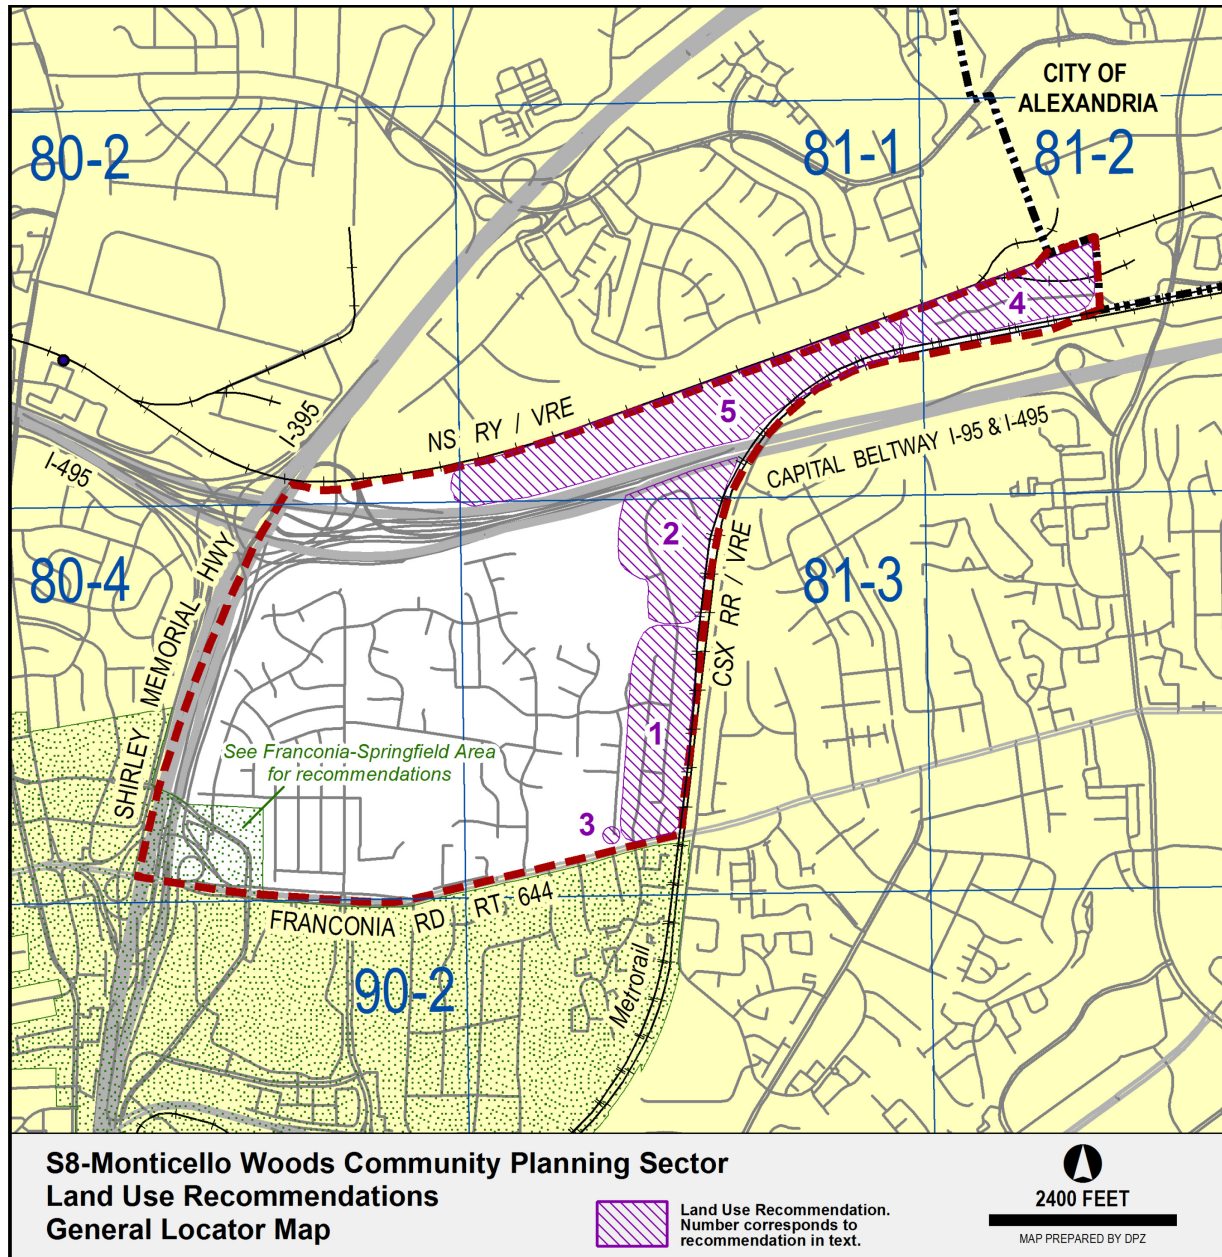 CITY OF
ALEXANDRIA
80-2
81-1
81-2
4
I-395
NS RY / VRE
5
I-495
CAPITAL BELTWAY I-95 & I-495
2
80-4
81-3
SHIRLEY MEMORIAL HWY
CSX RR / VRE
1
See Franconia-Springfield Area
for recommendations
3
FRANCONIA RD RT 644
90-2
Metrorail
S8-Monticello Woods Community Planning Sector
Land Use Recommendations
General Locator Map
Land Use Recommendation.
Number corresponds to
recommendation in text.
2400 FEET
MAP PREPARED BY DPZ